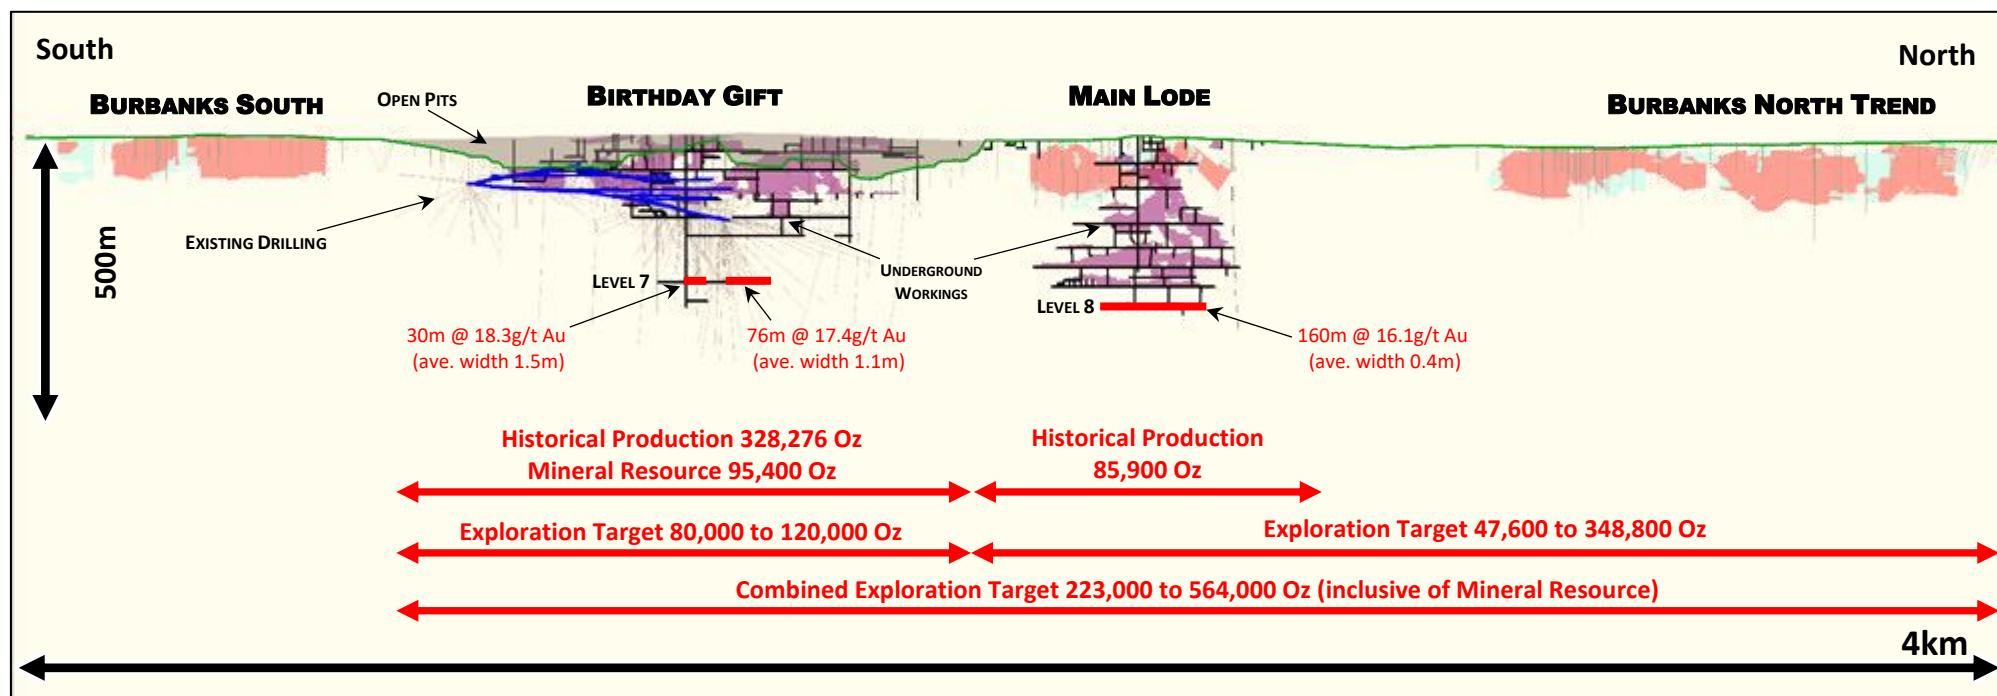 South
North
BURBANKS SOUTH
OPEN PITS
BIRTHDAY GIFT
MAIN LODE
BURBANKS NORTH TREND
500m
EXISTING DRILLING
LEVEL 7
UNDERGROUND
WORKINGS
LEVEL 8
30m @ 18.3g/t Au
(ave. width 1.5m)
76m @ 17.4g/t Au
(ave. width 1.1m)
160m @ 16.1g/t Au
(ave. width 0.4m)
Historical Production 328,276 Oz
Mineral Resource 95,400 Oz
Historical Production
85,900 Oz
Exploration Target 80,000 to 120,000 Oz
Exploration Target 47,600 to 348,800 Oz
Combined Exploration Target 223,000 to 564,000 Oz (inclusive of Mineral Resource)
4km